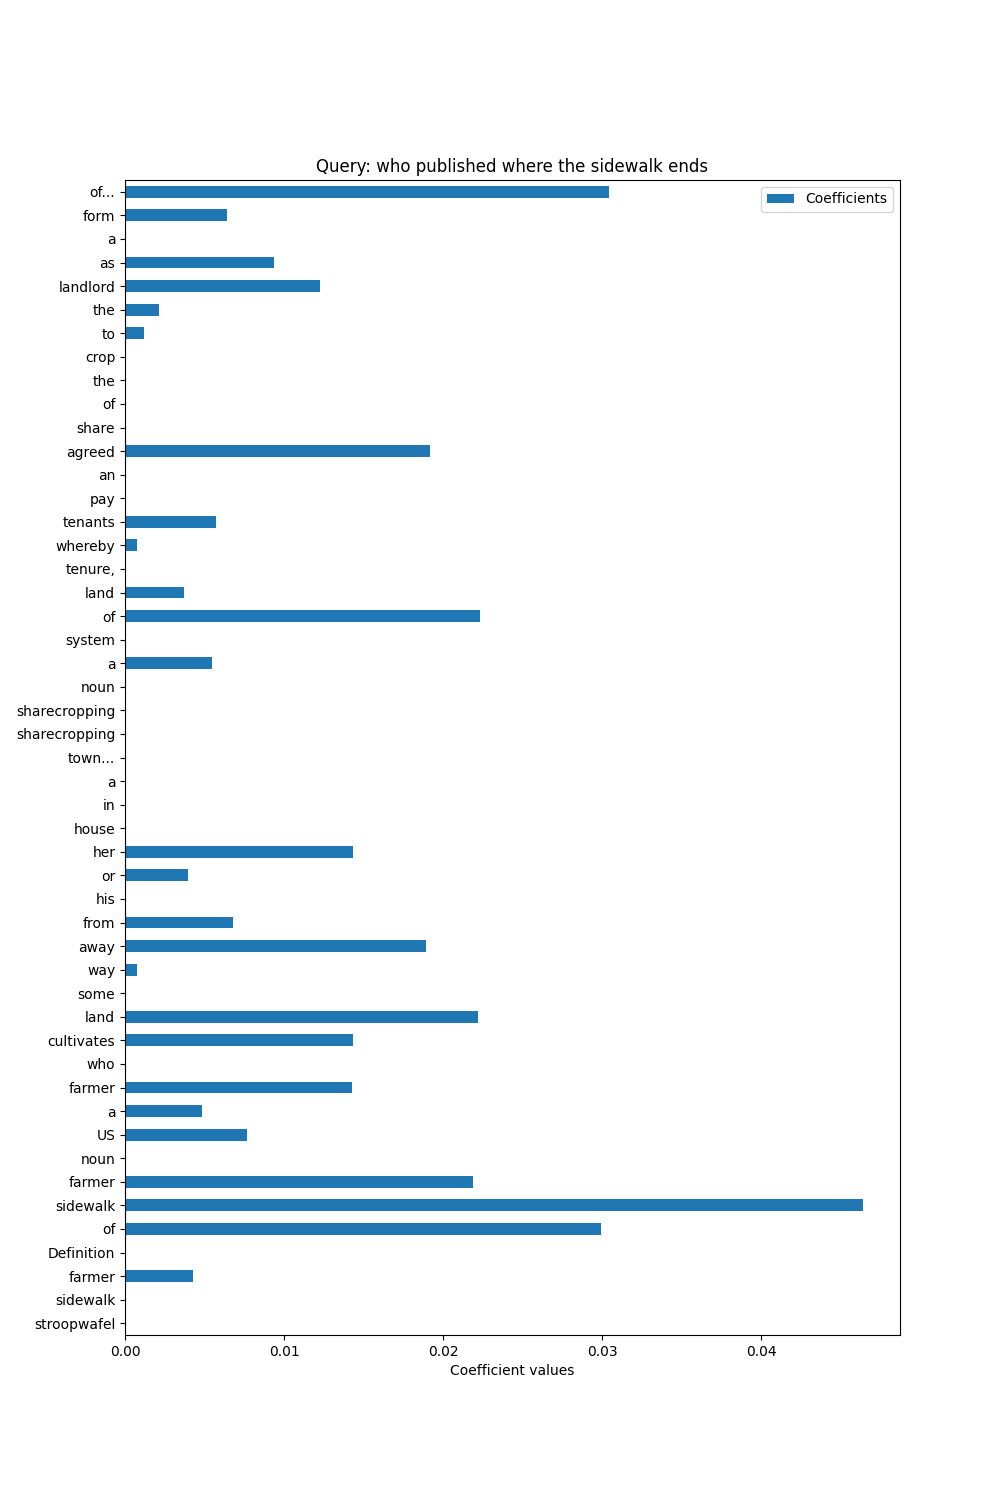 Query: who published where the sidewalk ends
Coefficients
of...
form
a
as
landlord
the
to
crop
the
of
share
agreed
an
pay
tenants
whereby
tenure,
land
of
system
a
noun
sharecropping
sharecropping
town...
a
in
house
her
or
his
from
away
way
some
land
cultivates
who
farmer
a
US
noun
farmer
sidewalk
of
Definition
farmer
sidewalk
stroopwafel
0.00 0.01 0.02 0.03 0.04
Coefficient values